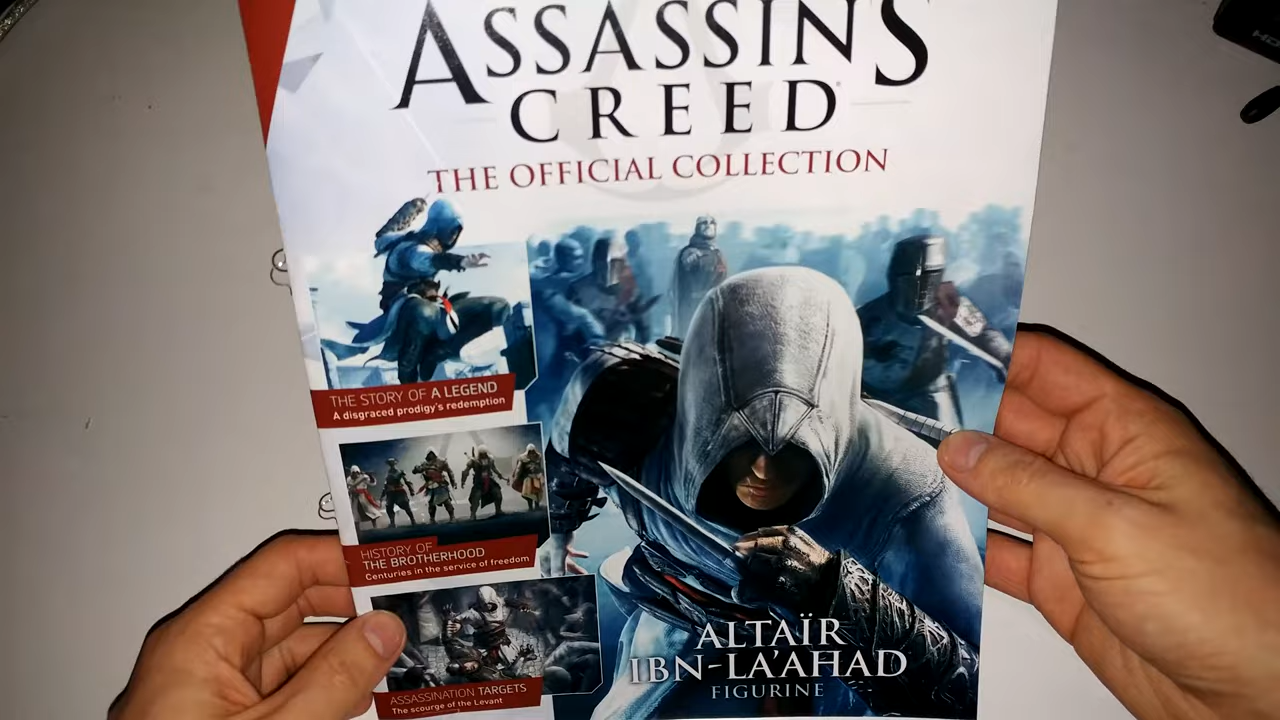 ASSASSIN'S
CREED
THE OFFICIAL COLLECTION
THE STORY OF A LEGEND
A disgraced prodigy's redemption
HISTORY OF
THE BROTHERHOOD
Centuries in the service of freedom
ASSASSINATION TARGETS
The scourge of the Levant
ALTAÏR
IBN-LA'AHAD
FIGURINE